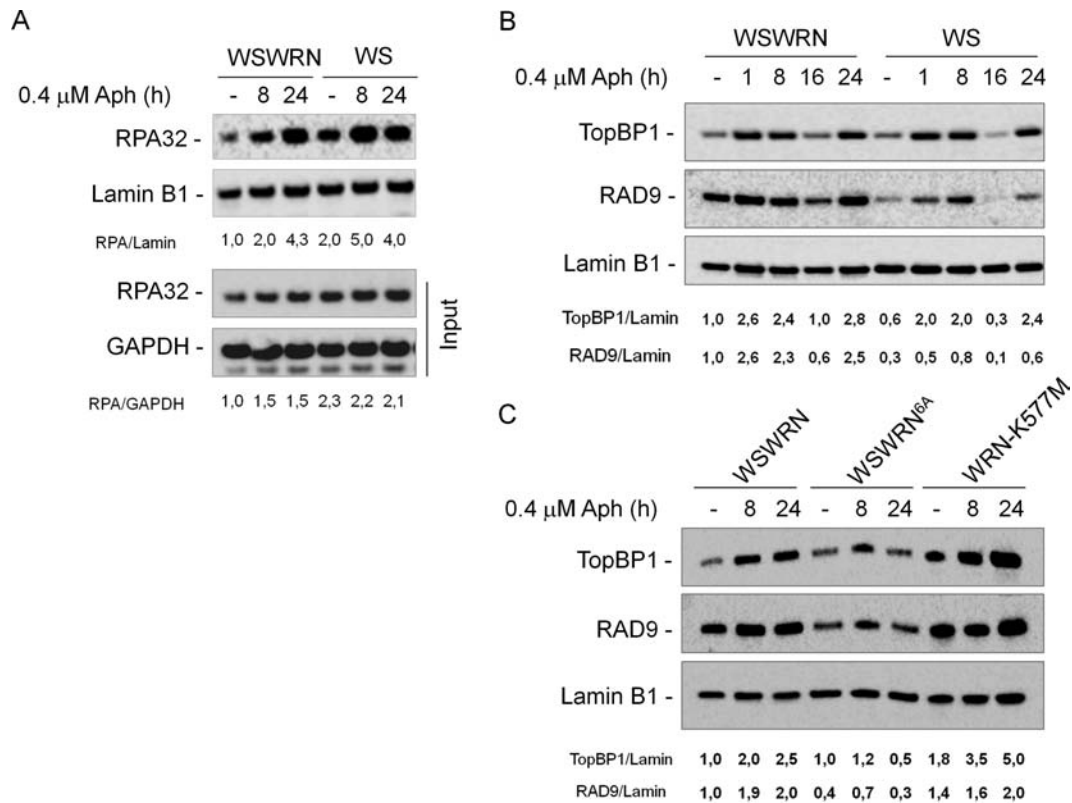 A
WSWRN WS
0.4 μM Aph (h) - 8 24 - 8 24
RPA32 -
Lamin B1 -
RPA/Lamin 1,0 2,0 4,3 2,0 5,0 4,0
RPA32 -
GAPDH -
Input
RPA/GAPDH 1,0 1,5 1,5 2,3 2,2 2,1
B
WSWRN WS
0.4 μM Aph (h) - 1 8 16 24 - 1 8 16 24
TopBP1 -
RAD9 -
Lamin B1 -
TopBP1/Lamin 1,0 2,6 2,4 1,0 2,8 0,6 2,0 2,0 0,3 2,4
RAD9/Lamin 1,0 2,6 2,3 0,6 2,5 0,3 0,5 0,8 0,1 0,6
C
WSWRN WSWRN⁶ᴬ WRN-K577M
0.4 μM Aph (h) - 8 24 - 8 24 - 8 24
TopBP1 -
RAD9 -
Lamin B1 -
TopBP1/Lamin 1,0 2,0 2,5 1,0 1,2 0,5 1,8 3,5 5,0
RAD9/Lamin 1,0 1,9 2,0 0,4 0,7 0,3 1,4 1,6 2,0